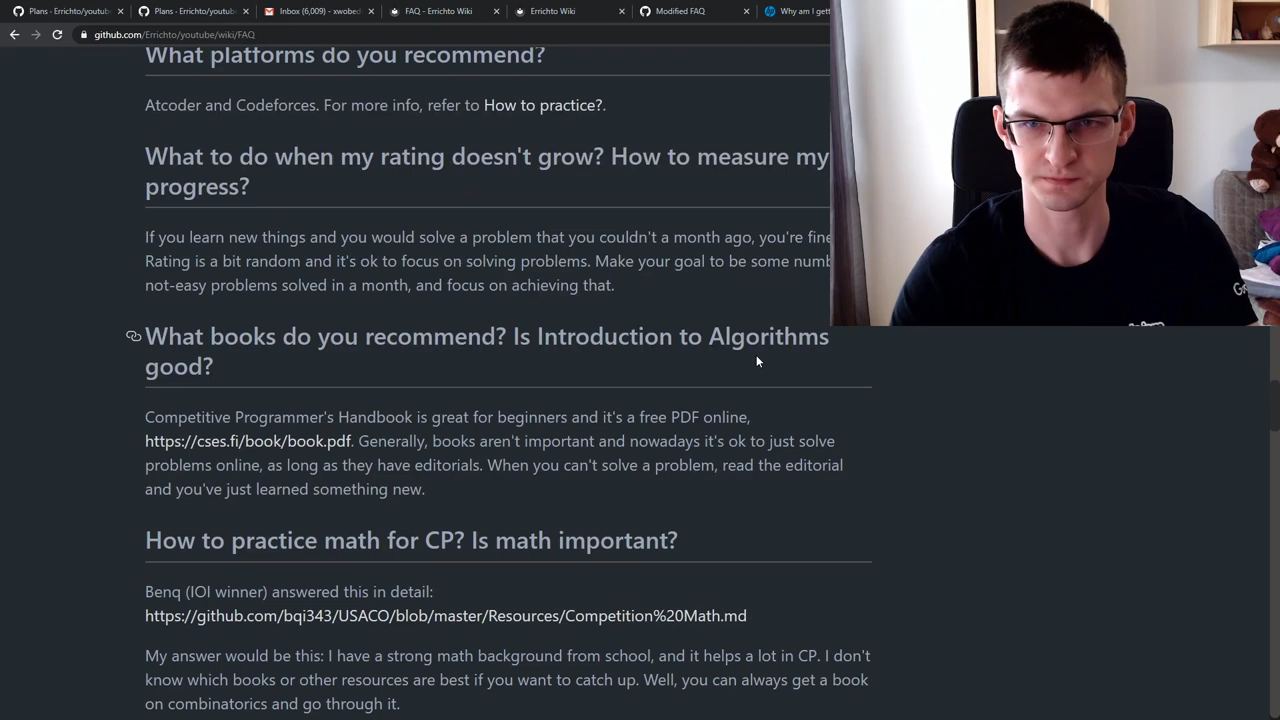 Plans · Errichto/youtub
Plans · Errichto/youtub
Inbox (6,009) - xwobed
FAQ - Errichto Wiki
Errichto Wiki
Modified FAQ
Why am I gett
github.com/Errichto/youtube/wiki/FAQ
What platforms do you recommend?
Atcoder and Codeforces. For more info, refer to How to practice?.
What to do when my rating doesn't grow? How to measure my
progress?
If you learn new things and you would solve a problem that you couldn't a month ago, you're fine
Rating is a bit random and it's ok to focus on solving problems. Make your goal to be some numb
not-easy problems solved in a month, and focus on achieving that.
What books do you recommend? Is Introduction to Algorithms
good?
Competitive Programmer's Handbook is great for beginners and it's a free PDF online,
https://cses.fi/book/book.pdf. Generally, books aren't important and nowadays it's ok to just solve
problems online, as long as they have editorials. When you can't solve a problem, read the editorial
and you've just learned something new.
How to practice math for CP? Is math important?
Benq (IOI winner) answered this in detail:
https://github.com/bqi343/USACO/blob/master/Resources/Competition%20Math.md
My answer would be this: I have a strong math background from school, and it helps a lot in CP. I don't
know which books or other resources are best if you want to catch up. Well, you can always get a book
on combinatorics and go through it.